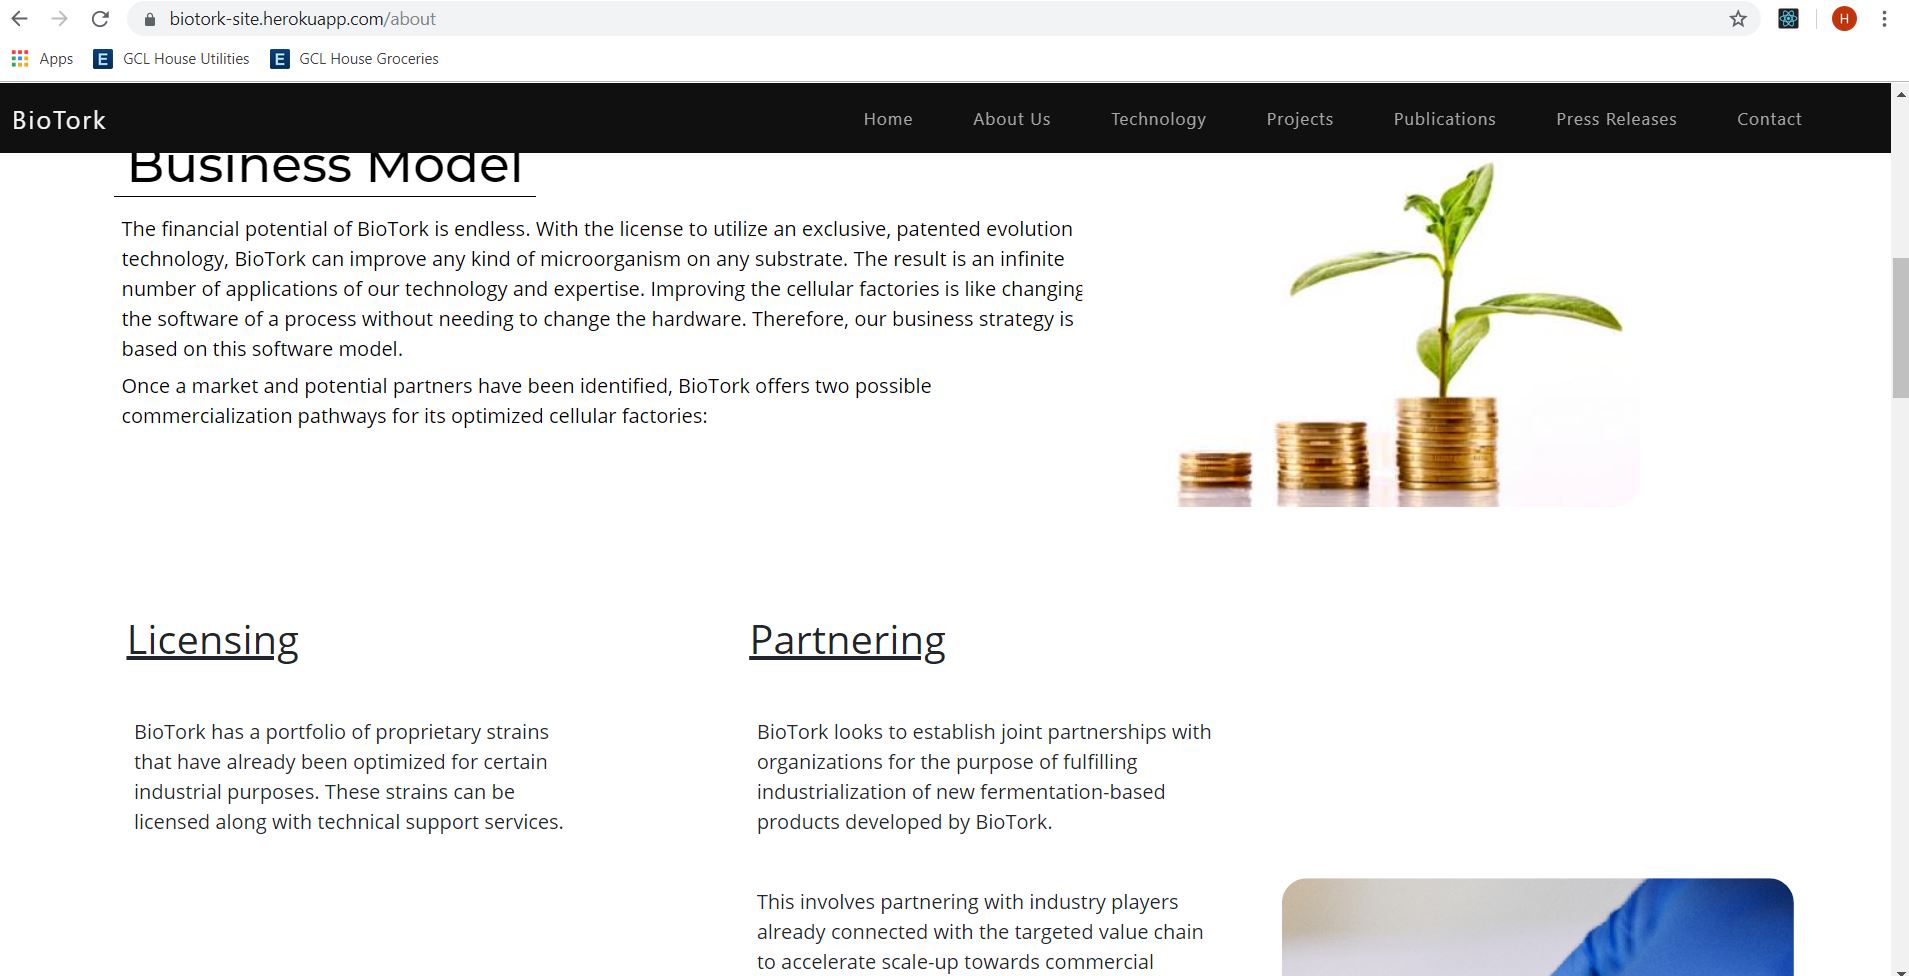 biotork-site.herokuapp.com/about
H
Apps
E GCL House Utilities
E GCL House Groceries
BioTork
Home
About Us
Technology
Projects
Publications
Press Releases
Contact
Business Model
The financial potential of BioTork is endless. With the license to utilize an exclusive, patented evolution
technology, BioTork can improve any kind of microorganism on any substrate. The result is an infinite
number of applications of our technology and expertise. Improving the cellular factories is like changing
the software of a process without needing to change the hardware. Therefore, our business strategy is
based on this software model.
Once a market and potential partners have been identified, BioTork offers two possible
commercialization pathways for its optimized cellular factories:
Licensing
BioTork has a portfolio of proprietary strains
that have already been optimized for certain
industrial purposes. These strains can be
licensed along with technical support services.
Partnering
BioTork looks to establish joint partnerships with
organizations for the purpose of fulfilling
industrialization of new fermentation-based
products developed by BioTork.
This involves partnering with industry players
already connected with the targeted value chain
to accelerate scale-up towards commercial